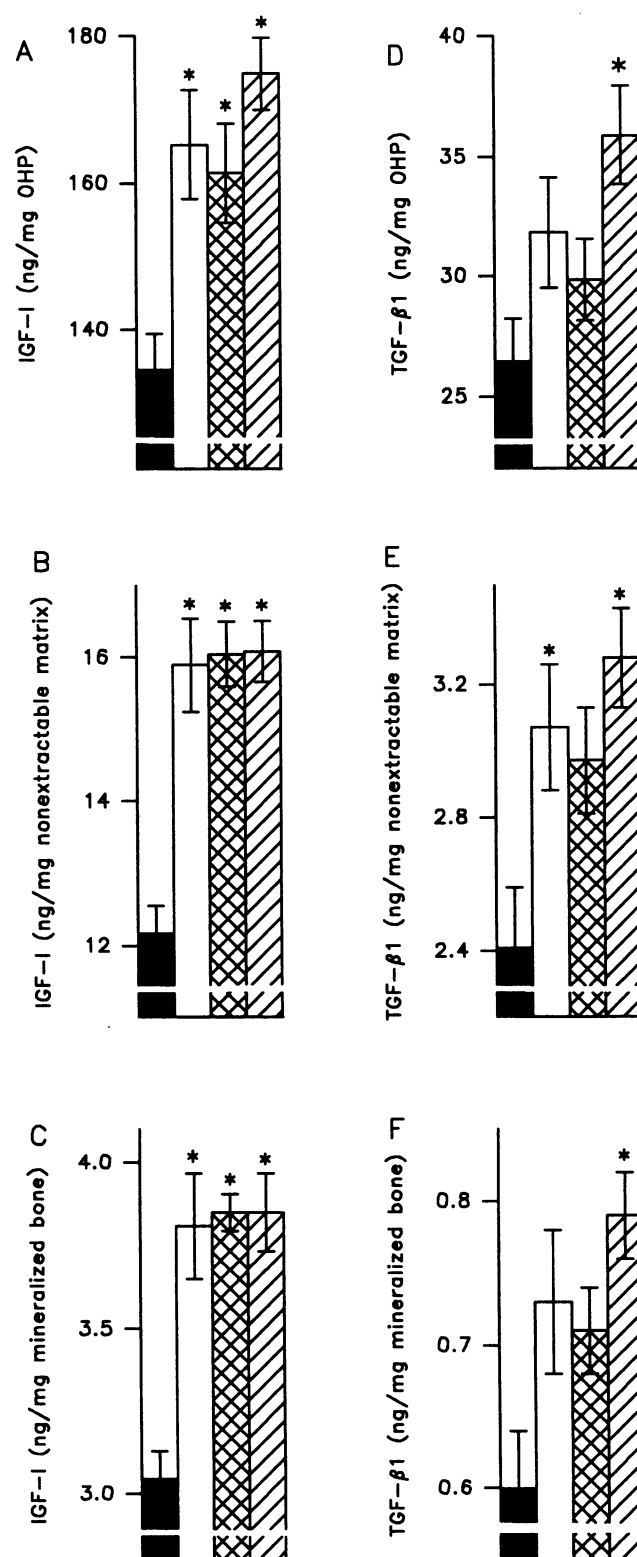 A
IGF-I (ng/mg OHP)
180
160
140
*
*
*
D
TGF-β1 (ng/mg OHP)
40
35
30
25
*
B
IGF-I (ng/mg nonextractable matrix)
16
14
12
*
*
*
E
TGF-β1 (ng/mg nonextractable matrix)
3.2
2.8
2.4
*
*
C
IGF-I (ng/mg mineralized bone)
4.0
3.5
3.0
*
*
*
F
TGF-β1 (ng/mg mineralized bone)
0.8
0.7
0.6
*